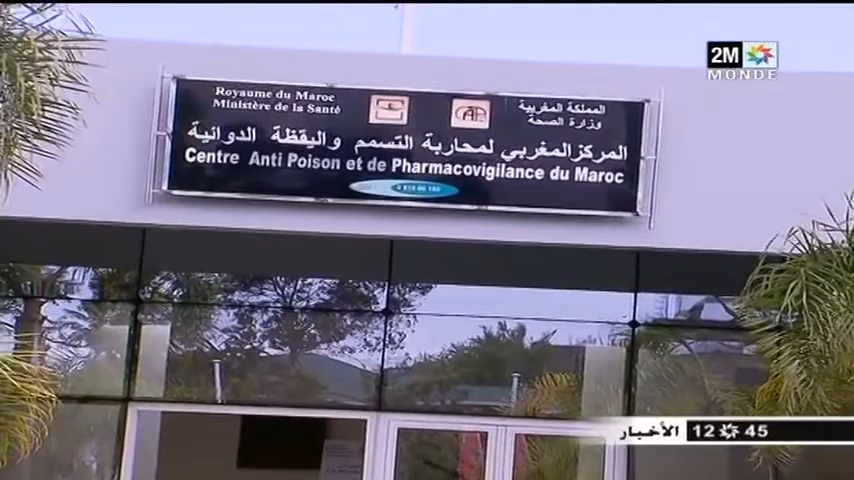 2M
MONDE
Royaume du Maroc
Ministère de la Santé
المملكة المغربية
وزارة الصحة
المركز المغربي لمحاربة التسمم واليقظة الدوائية
Centre Anti Poison et de Pharmacovigilance du Maroc
الأخبار
12 45